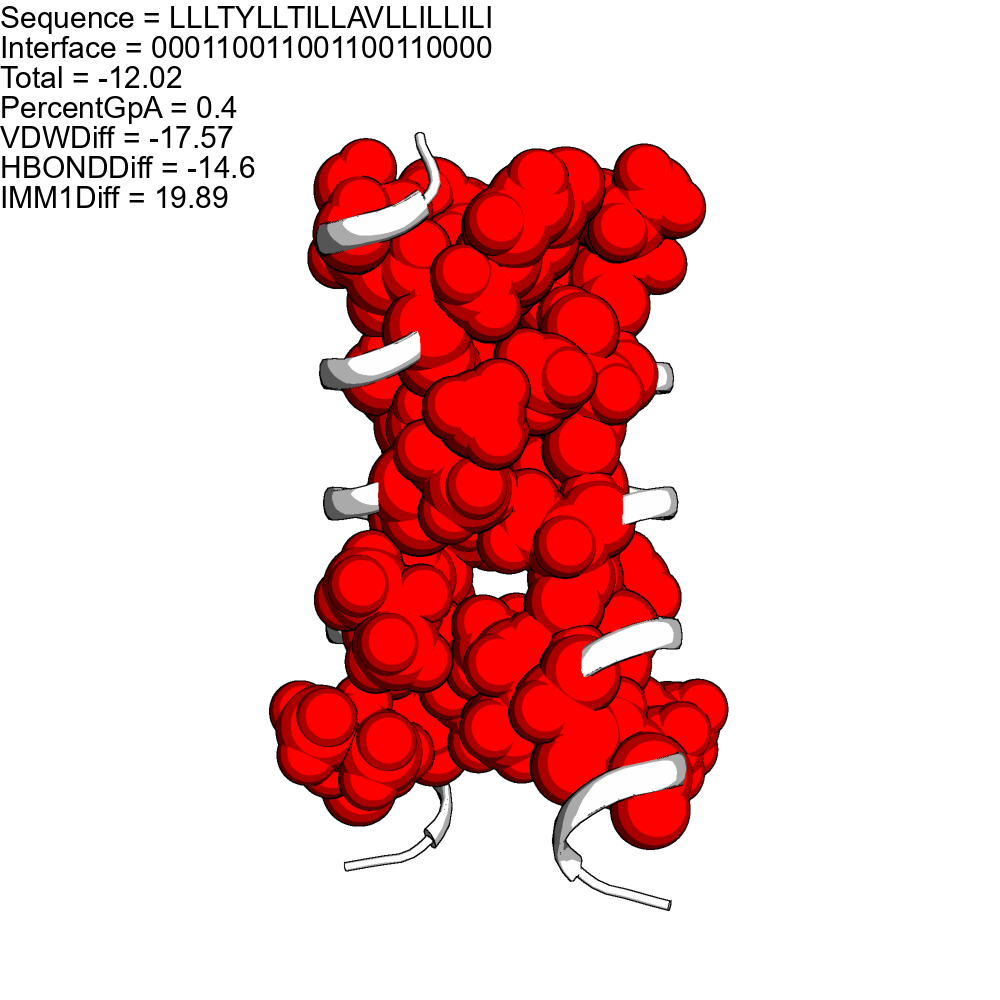 Sequence = LLLTYLLTILLAVLLILLILI
Interface = 000110011001100110000
Total = -12.02
PercentGpA = 0.4
VDWDiff = -17.57
HBONDDiff = -14.6
IMM1Diff = 19.89